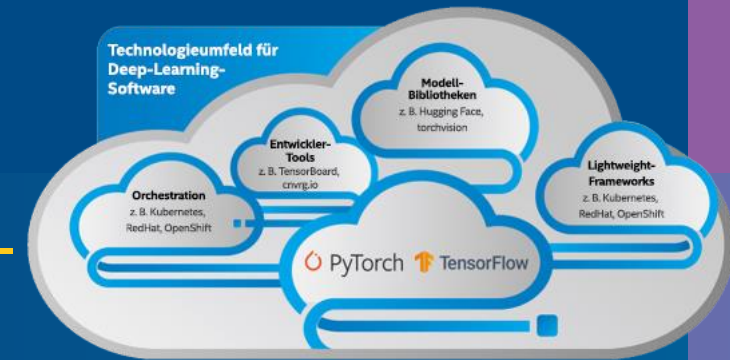 Technologieumfeld für
Deep-Learning-
Software
Modell-
Bibliotheken
z. B. Hugging Face,
torchvision
Entwickler-
Tools
z. B. TensorBoard,
cnvrg.io
Orchestration
z. B. Kubernetes,
RedHat, OpenShift
Lightweight-
Frameworks
z. B. Kubernetes,
RedHat, OpenShift
PyTorch TensorFlow